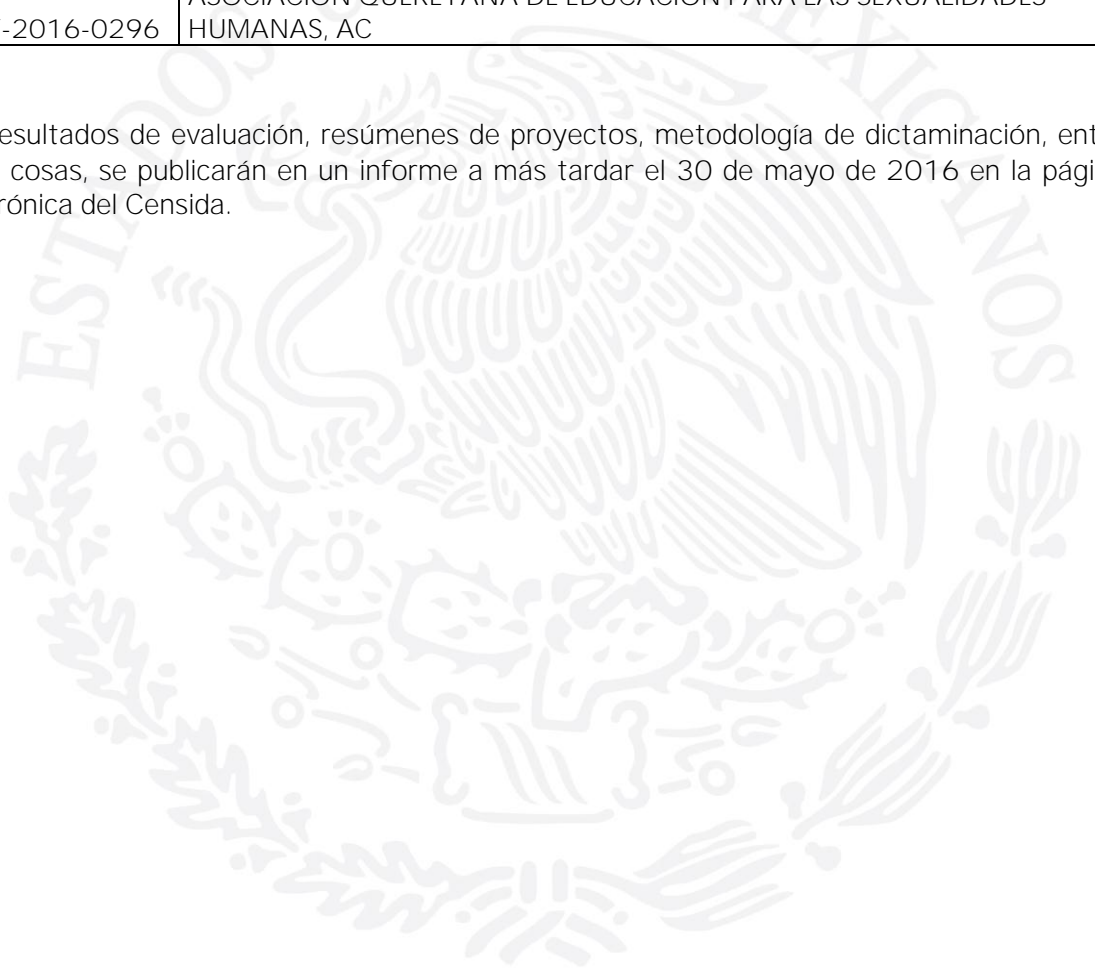 ASOCIACIÓN QUERETANA DE EDUCACIÓN PARA LAS SEXUALIDADES
-2016-0296 HUMANAS, AC
esultados de evaluación, resúmenes de proyectos, metodología de dictaminación, ent
cosas, se publicarán en un informe a más tardar el 30 de mayo de 2016 en la pági
rónica del Censida.
ESTADOS
MEXICANOS